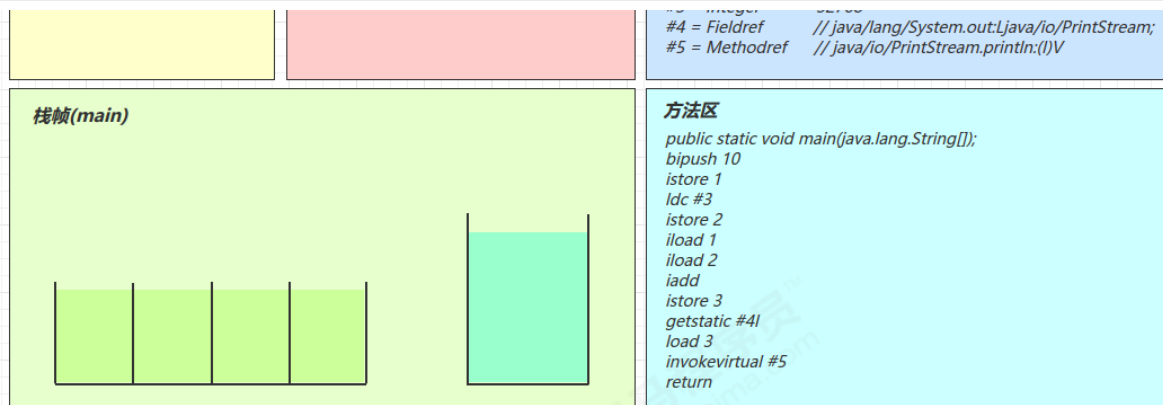 #4 = Fieldref // java/lang/System.out:Ljava/io/PrintStream;
#5 = Methodref // java/io/PrintStream.println:(I)V
栈帧(main)
方法区
public static void main(java.lang.String[]);
bipush 10
istore 1
ldc #3
istore 2
iload 1
iload 2
iadd
istore 3
getstatic #4l
load 3
invokevirtual #5
return